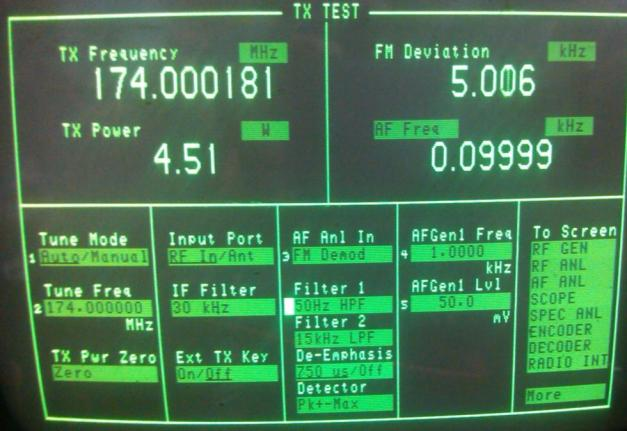 TX TEST
TX Frequency MHz
174.000181
TX Power W
4.51
FM Deviation kHz
5.006
AF Freq kHz
0.09999
Tune Mode
1 Auto/Manual
Tune Freq
2 174.000000
MHz
TX Pwr Zero
Zero
Input Port
RF In/Ant
IF Filter
30 kHz
Ext TX Key
On/Off
AF Anl In
3 FM Demod
Filter 1
50Hz HPF
Filter 2
15kHz LPF
De-Emphasis
750 us/Off
Detector
Pk+-Max
AFGen1 Freq
4 1.0000
kHz
AFGen1 Lvl
5 50.0
mV
To Screen
RF GEN
RF ANL
AF ANL
SCOPE
SPEC ANL
ENCODER
DECODER
RADIO INT
More